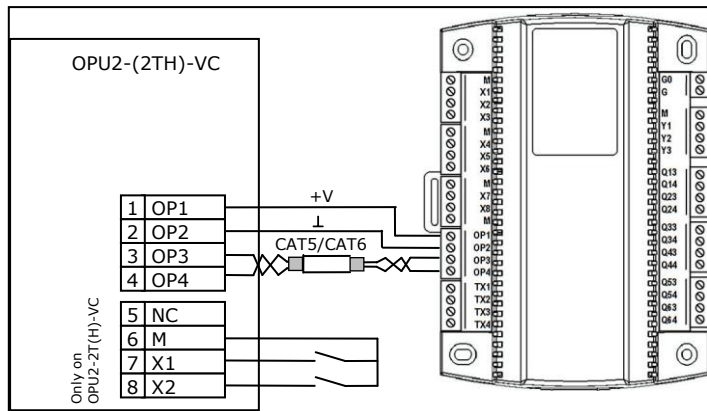 OPU2-(2TH)-VC
1 OP1
2 OP2
3 OP3
4 OP4
5 NC
6 M
7 X1
8 X2
Only on
OPU2-2T(H)-VC
+V
⊥
CAT5/CAT6
M
X1
X2
X3
M
X4
X5
X6
M
X7
X8
M
OP1
OP2
OP3
OP4
TX1
TX2
TX3
TX4
G0
G
M
Y1
Y2
Y3
Q13
Q14
Q23
Q24
Q33
Q34
Q43
Q44
Q53
Q54
Q63
Q64